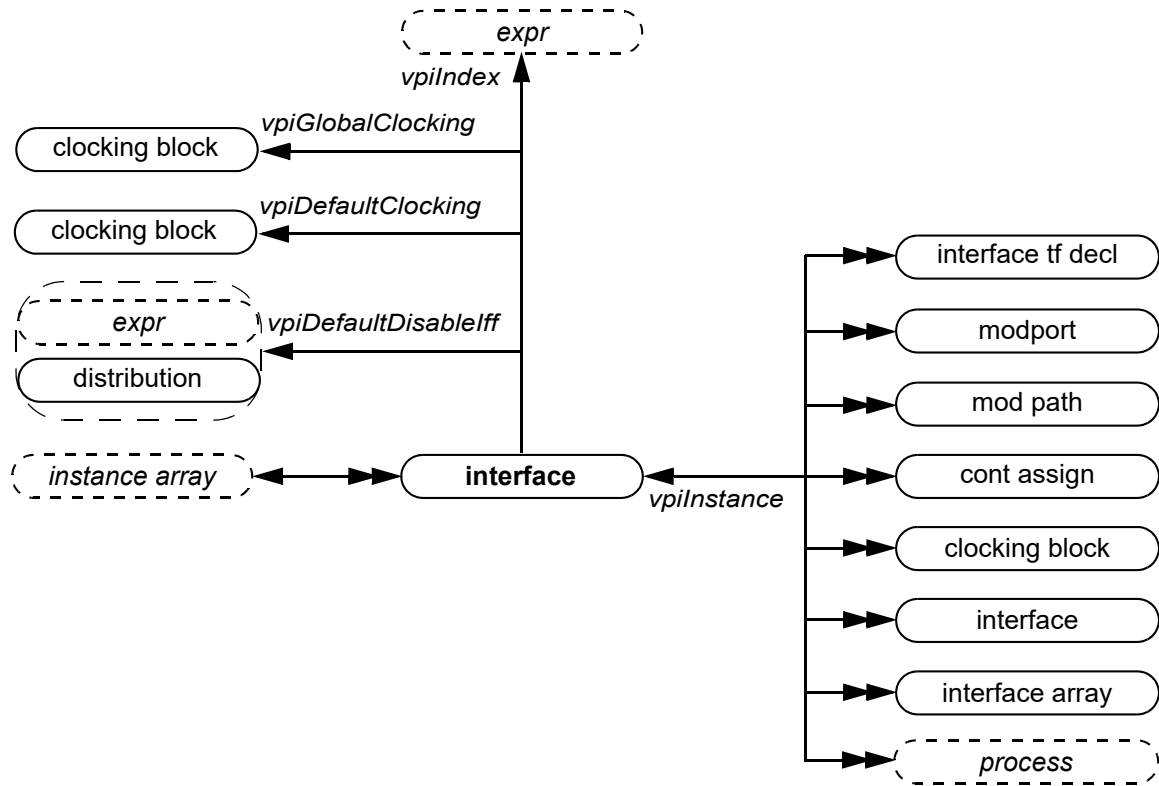 expr
vpiIndex
vpiGlobalClocking
clocking block
vpiDefaultClocking
clocking block
expr
vpiDefaultDisableIff
distribution
instance array
interface
vpiInstance
interface tf decl
modport
mod path
cont assign
clocking block
interface
interface array
process